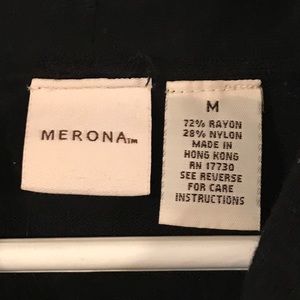 MERONA™
M
72% RAYON
28% NYLON
MADE IN
HONG KONG
RN 17730
SEE REVERSE
FOR CARE
INSTRUCTIONS